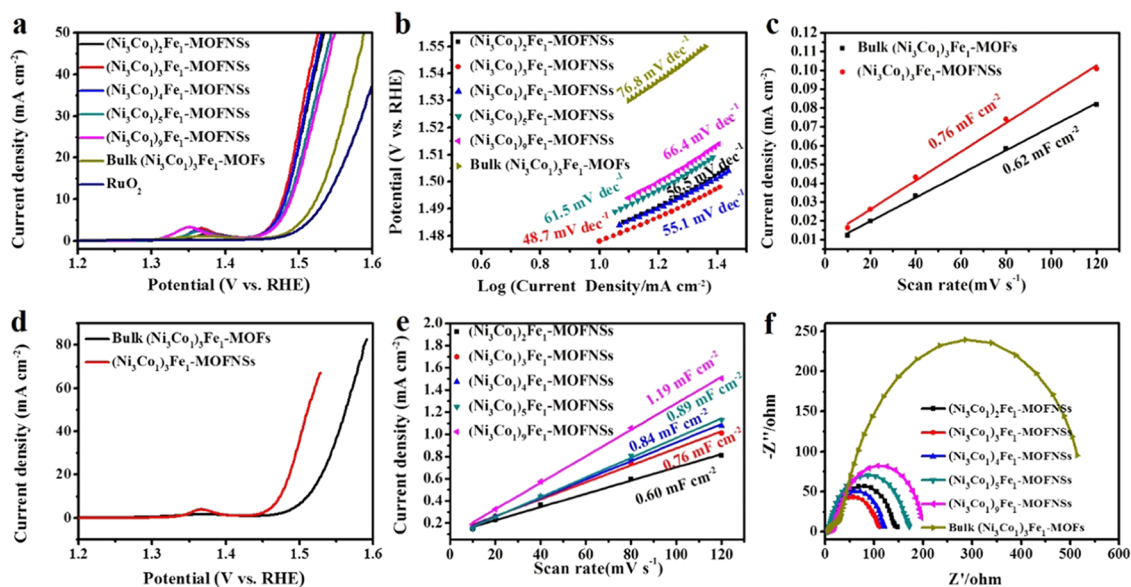 a
50
40
30
20
10
0
1.2
1.3
1.4
1.5
1.6
Current density (mA cm⁻²)
Potential (V vs. RHE)
(Ni₃Co₁)₂Fe₁-MOFNSs
(Ni₃Co₁)₃Fe₁-MOFNSs
(Ni₃Co₁)₄Fe₁-MOFNSs
(Ni₃Co₁)₅Fe₁-MOFNSs
(Ni₃Co₁)₉Fe₁-MOFNSs
Bulk (Ni₃Co₁)₃Fe₁-MOFs
RuO₂
b
1.55
1.54
1.53
1.52
1.51
1.50
1.49
1.48
0.6
0.8
1.0
1.2
1.4
Potential (V vs. RHE)
Log (Current Density/mA cm⁻²)
(Ni₃Co₁)₂Fe₁-MOFNSs
(Ni₃Co₁)₃Fe₁-MOFNSs
(Ni₃Co₁)₄Fe₁-MOFNSs
(Ni₃Co₁)₅Fe₁-MOFNSs
(Ni₃Co₁)₉Fe₁-MOFNSs
Bulk (Ni₃Co₁)₃Fe₁-MOFs
76.8 mV dec⁻¹
66.4 mV dec⁻¹
56.5 mV dec⁻¹
61.5 mV dec⁻¹
48.7 mV dec⁻¹
55.1 mV dec⁻¹
c
0.12
0.11
0.10
0.09
0.08
0.07
0.06
0.05
0.04
0.03
0.02
0.01
0
20
40
60
80
100
120
Current density (mA cm⁻²)
Scan rate(mV s⁻¹)
Bulk (Ni₃Co₁)₃Fe₁-MOFs
(Ni₃Co₁)₃Fe₁-MOFNSs
0.76 mF cm⁻²
0.62 mF cm⁻²
d
80
60
40
20
0
1.2
1.3
1.4
1.5
1.6
Current density (mA cm⁻²)
Potential (V vs. RHE)
Bulk (Ni₃Co₁)₃Fe₁-MOFs
(Ni₃Co₁)₃Fe₁-MOFNSs
e
2.0
1.8
1.6
1.4
1.2
1.0
0.8
0.6
0.4
0.2
0
20
40
60
80
100
120
Current density (mA cm⁻²)
Scan rate(mV s⁻¹)
(Ni₃Co₁)₂Fe₁-MOFNSs
(Ni₃Co₁)₃Fe₁-MOFNSs
(Ni₃Co₁)₄Fe₁-MOFNSs
(Ni₃Co₁)₅Fe₁-MOFNSs
(Ni₃Co₁)₉Fe₁-MOFNSs
1.19 mF cm⁻²
0.89 mF cm⁻²
0.84 mF cm⁻²
0.76 mF cm⁻²
0.60 mF cm⁻²
f
250
200
150
100
50
0
0
100
200
300
400
500
600
-Z''/ohm
Z'/ohm
(Ni₃Co₁)₂Fe₁-MOFNSs
(Ni₃Co₁)₃Fe₁-MOFNSs
(Ni₃Co₁)₄Fe₁-MOFNSs
(Ni₃Co₁)₅Fe₁-MOFNSs
(Ni₃Co₁)₉Fe₁-MOFNSs
Bulk (Ni₃Co₁)₃Fe₁-MOFs